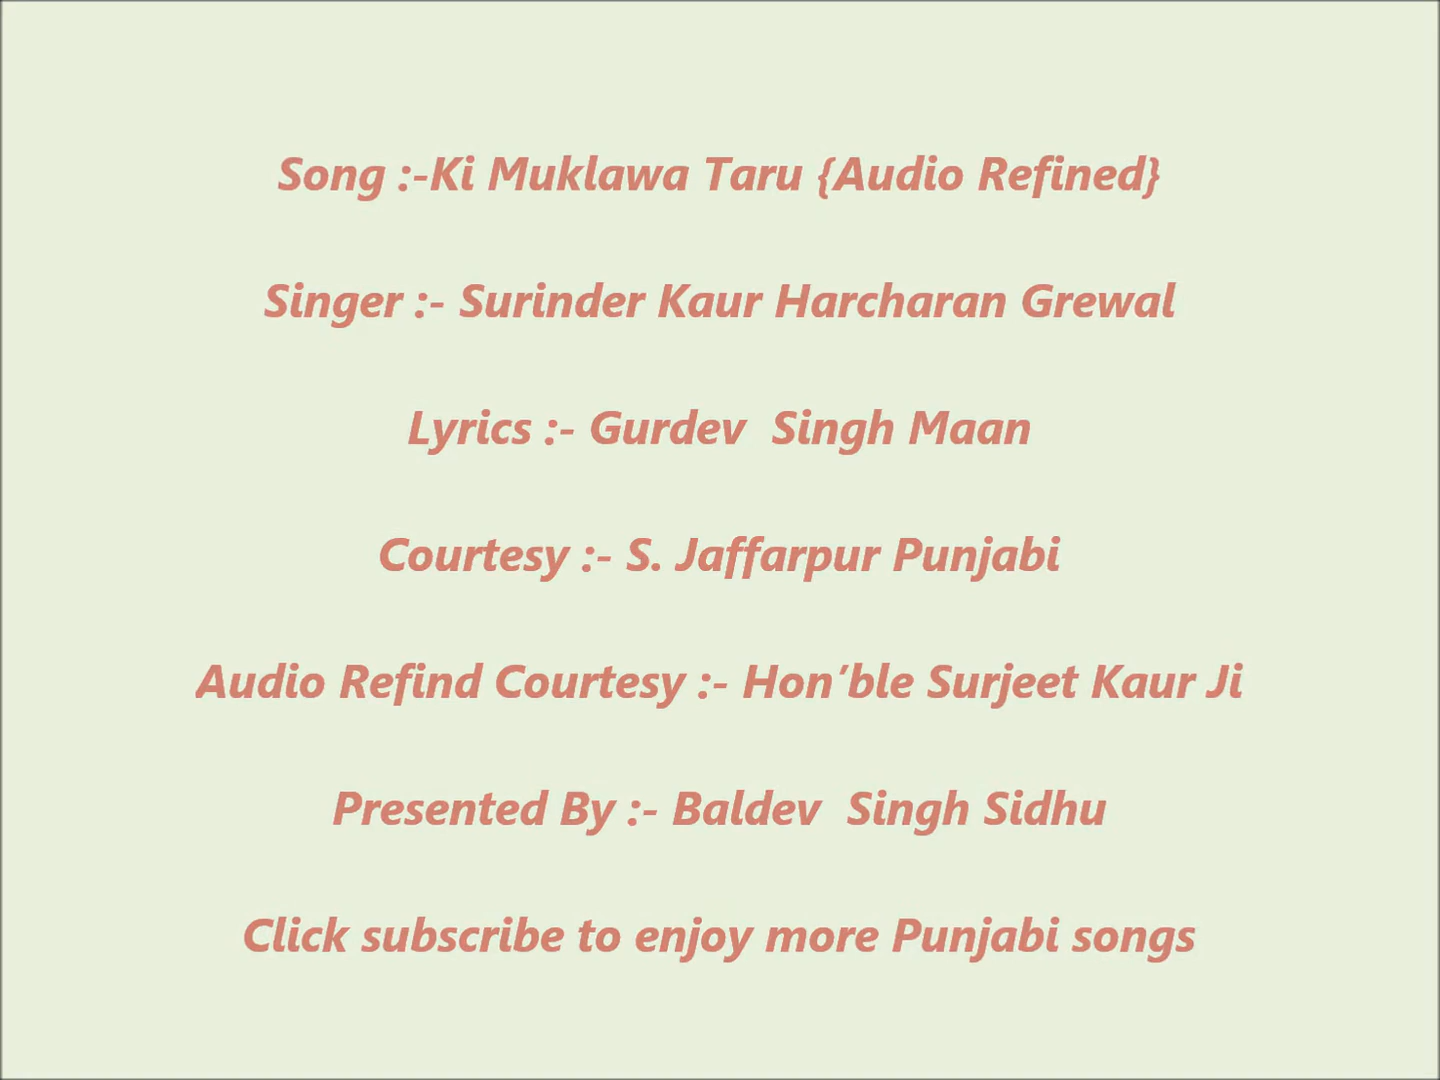 Song :-Ki Muklawa Taru {Audio Refined}
Singer :- Surinder Kaur Harcharan Grewal
Lyrics :- Gurdev  Singh Maan
Courtesy :- S. Jaffarpur Punjabi
Audio Refind Courtesy :- Hon’ble Surjeet Kaur Ji
Presented By :- Baldev  Singh Sidhu
Click subscribe to enjoy more Punjabi songs